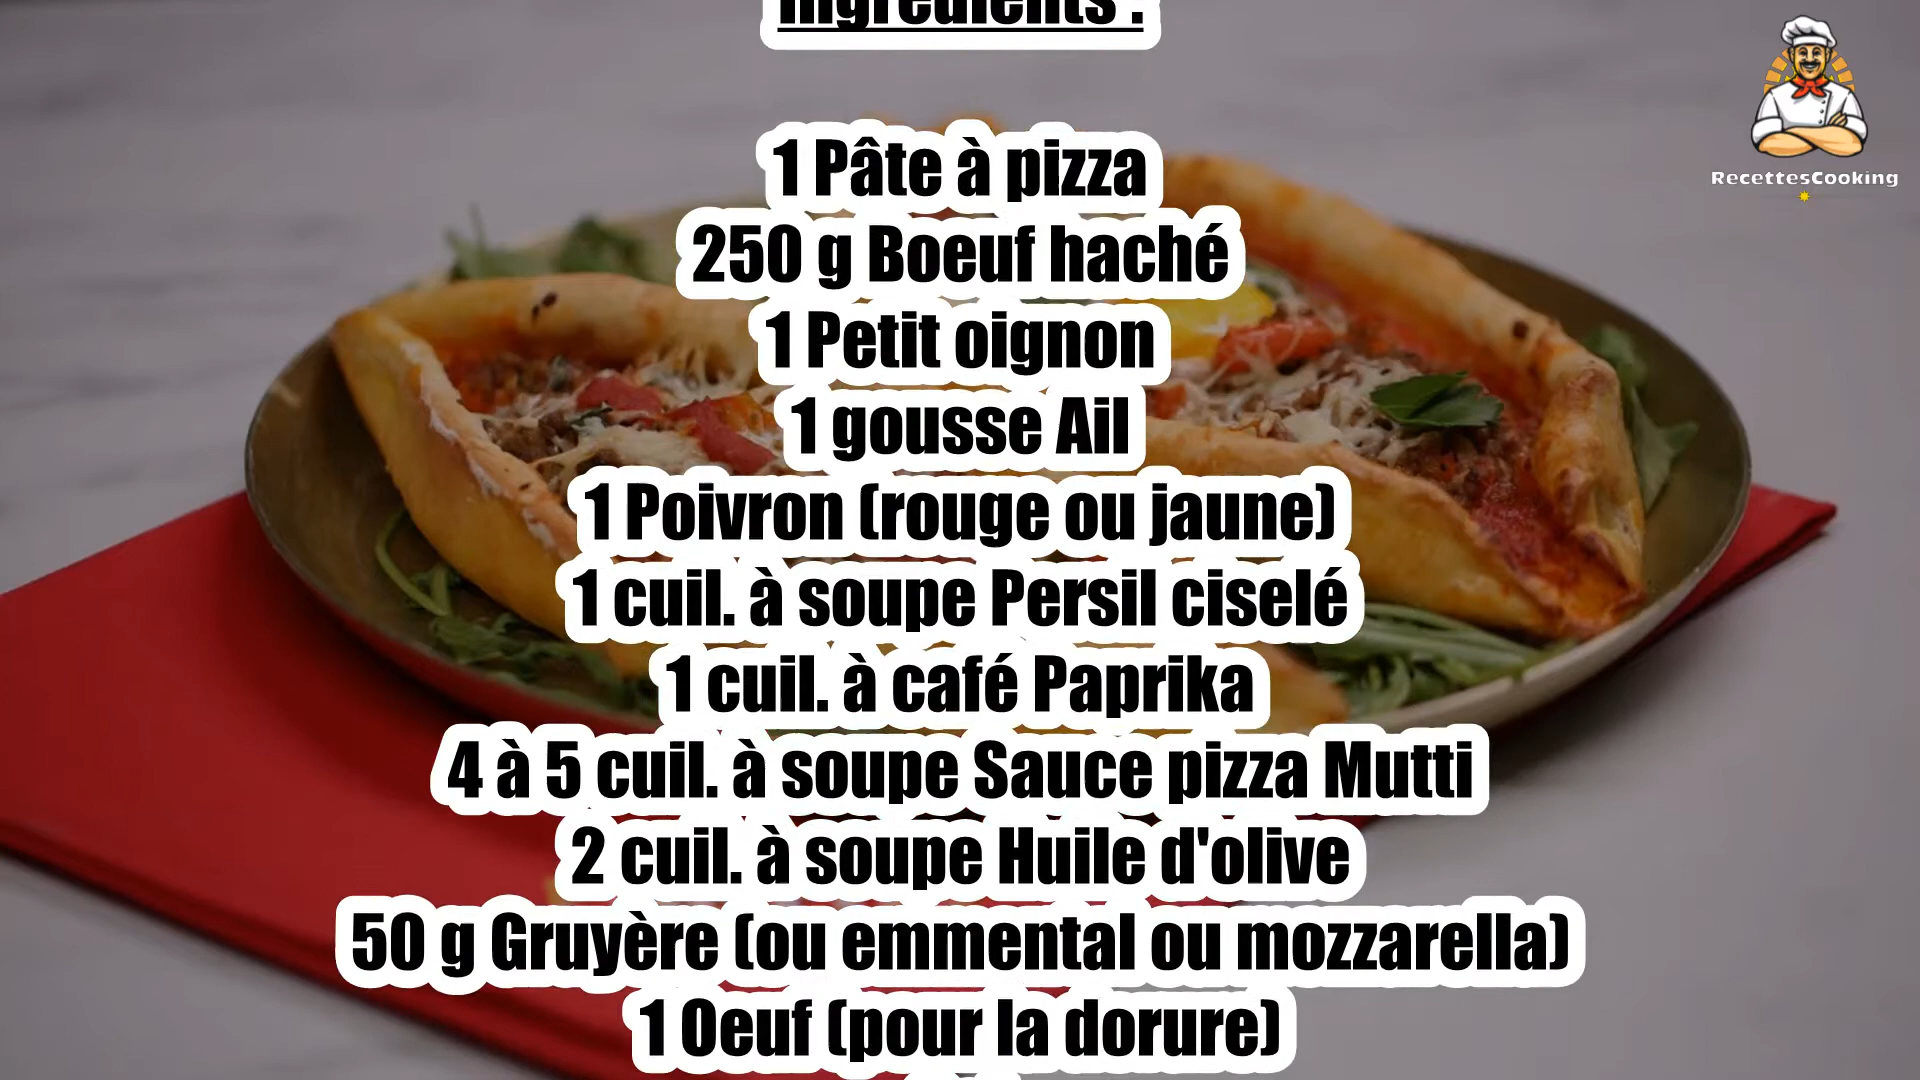 Ingrédients :
RecettesCooking
1 Pâte à pizza
250 g Boeuf haché
1 Petit oignon
1 gousse Ail
1 Poivron (rouge ou jaune)
1 cuil. à soupe Persil ciselé
1 cuil. à café Paprika
4 à 5 cuil. à soupe Sauce pizza Mutti
2 cuil. à soupe Huile d'olive
50 g Gruyère (ou emmental ou mozzarella)
1 Oeuf (pour la dorure)